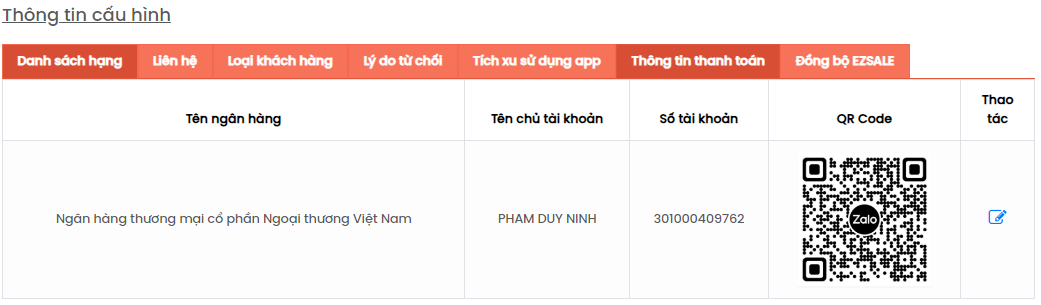 Thông tin cấu hình
Danh sách hạng Liên hệ Loại khách hàng Lý do từ chối Tích xu sử dụng app Thông tin thanh toán Đồng bộ EZSALE
Tên ngân hàng Tên chủ tài khoản Số tài khoản QR Code Thao tác
Ngân hàng thương mại cổ phần Ngoại thương Việt Nam PHAM DUY NINH 301000409762 Zalo